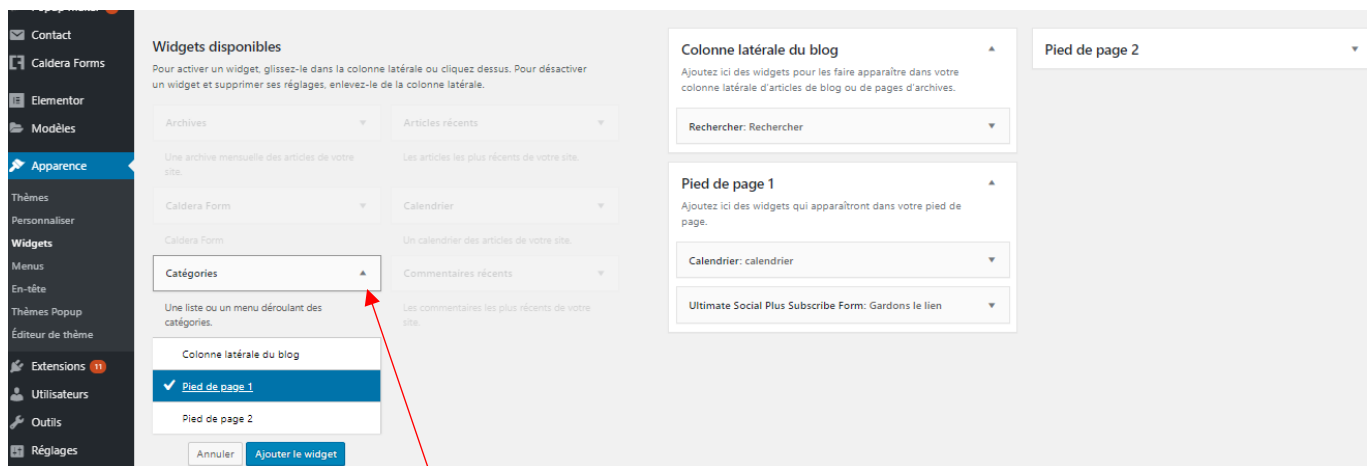 Contact
Caldera Forms
Elementor
Modèles
Apparence
Thèmes
Personnaliser
Widgets
Menus
En-tête
Thèmes Popup
Éditeur de thème
Extensions 11
Utilisateurs
Outils
Réglages
Widgets disponibles
Pour activer un widget, glissez-le dans la colonne latérale ou cliquez dessus. Pour désactiver
un widget et supprimer ses réglages, enlevez-le de la colonne latérale.
Archives
Une archive mensuelle des articles de votre
site.
Articles récents
Les articles les plus récents de votre site.
Caldera Form
Caldera Form
Calendrier
Un calendrier des articles de votre site.
Catégories
Une liste ou un menu déroulant des
catégories.
Commentaires récents
Les commentaires les plus récents de votre
site.
Colonne latérale du blog
Pied de page 1
Pied de page 2
Annuler
Ajouter le widget
Colonne latérale du blog
Ajoutez ici des widgets pour les faire apparaître dans votre
colonne latérale d'articles de blog ou de pages d'archives.
Rechercher: Rechercher
Pied de page 1
Ajoutez ici des widgets qui apparaîtront dans votre pied de
page.
Calendrier: calendrier
Ultimate Social Plus Subscribe Form: Gardons le lien
Pied de page 2